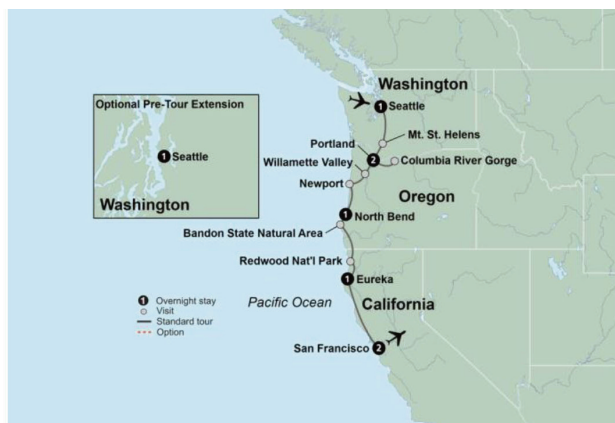 Optional Pre-Tour Extension
1 Seattle
Washington
Washington
1 Seattle
Mt. St. Helens
Portland
2
Columbia River Gorge
Willamette Valley
Newport
Oregon
1 North Bend
Bandon State Natural Area
Redwood Nat'l Park
1 Eureka
1 Overnight stay
Visit
Standard tour
Option
Pacific Ocean
California
San Francisco 2